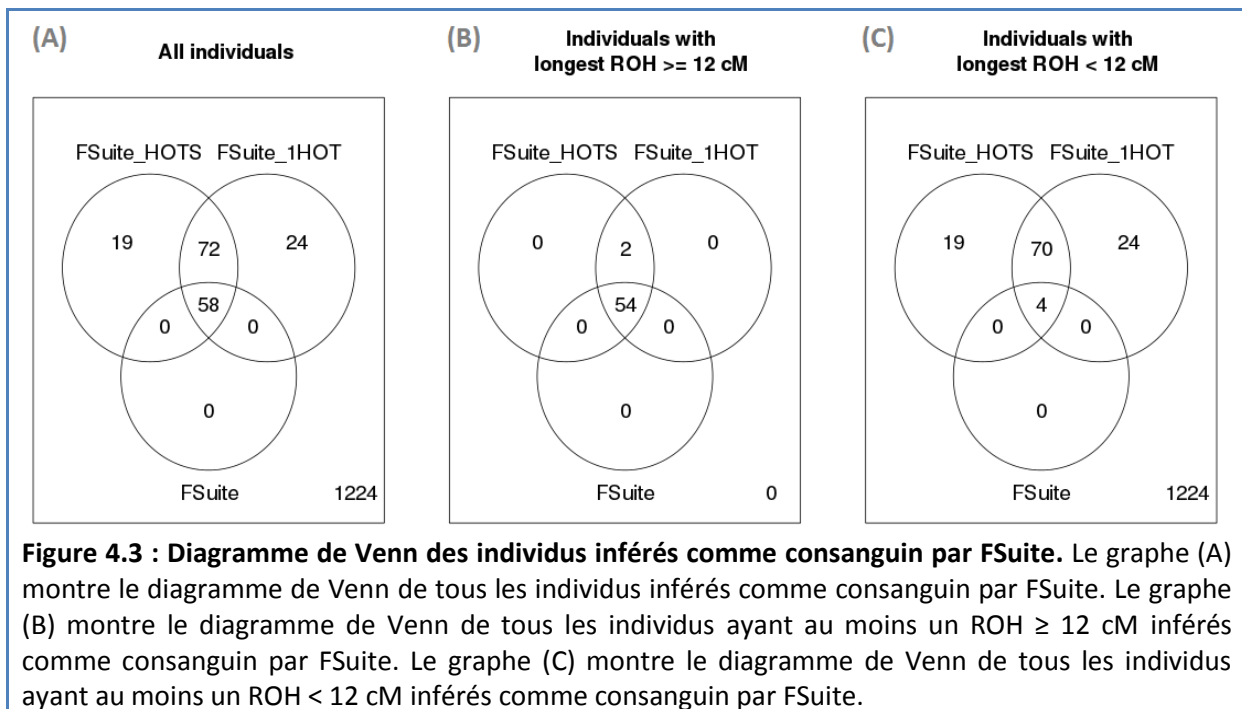 (A)
All individuals
FSuite_HOTS FSuite_1HOT
19
72
24
58
0
0
0
FSuite
1224
(B)
Individuals with
longest ROH >= 12 cM
FSuite_HOTS FSuite_1HOT
0
2
0
54
0
0
0
FSuite
0
(C)
Individuals with
longest ROH < 12 cM
FSuite_HOTS FSuite_1HOT
19
70
24
4
0
0
0
FSuite
1224
Figure 4.3 : Diagramme de Venn des individus inférés comme consanguin par FSuite. Le graphe (A)
montre le diagramme de Venn de tous les individus inférés comme consanguin par FSuite. Le graphe
(B) montre le diagramme de Venn de tous les individus ayant au moins un ROH ≥ 12 cM inférés
comme consanguin par FSuite. Le graphe (C) montre le diagramme de Venn de tous les individus
ayant au moins un ROH < 12 cM inférés comme consanguin par FSuite.